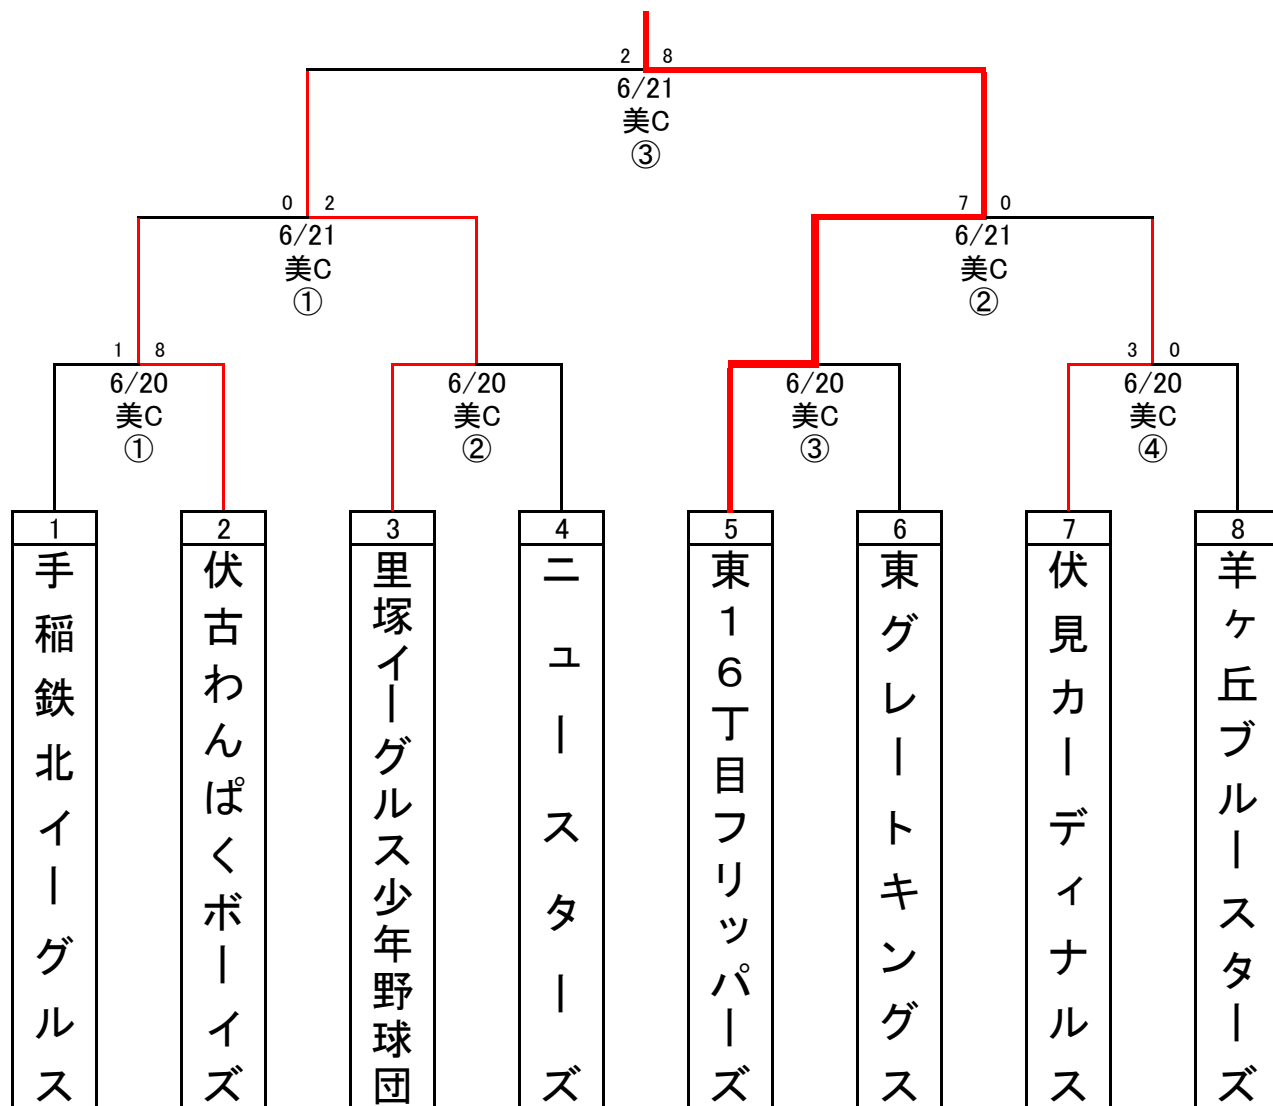 2 8
6/21
美C
③
0 2
6/21
美C
①
7 0
6/21
美C
②
1 8
6/20
美C
①
6/20
美C
②
6/20
美C
③
3 0
6/20
美C
④
1
手稲鉄北イーグルス
2
伏古わんぱくボーイズ
3
里塚イーグルス少年野球団
4
ニュースターズ
5
東16丁目フリッパーズ
6
東グレートキングス
7
伏見カーディナルス
8
羊ヶ丘ブルースターズ